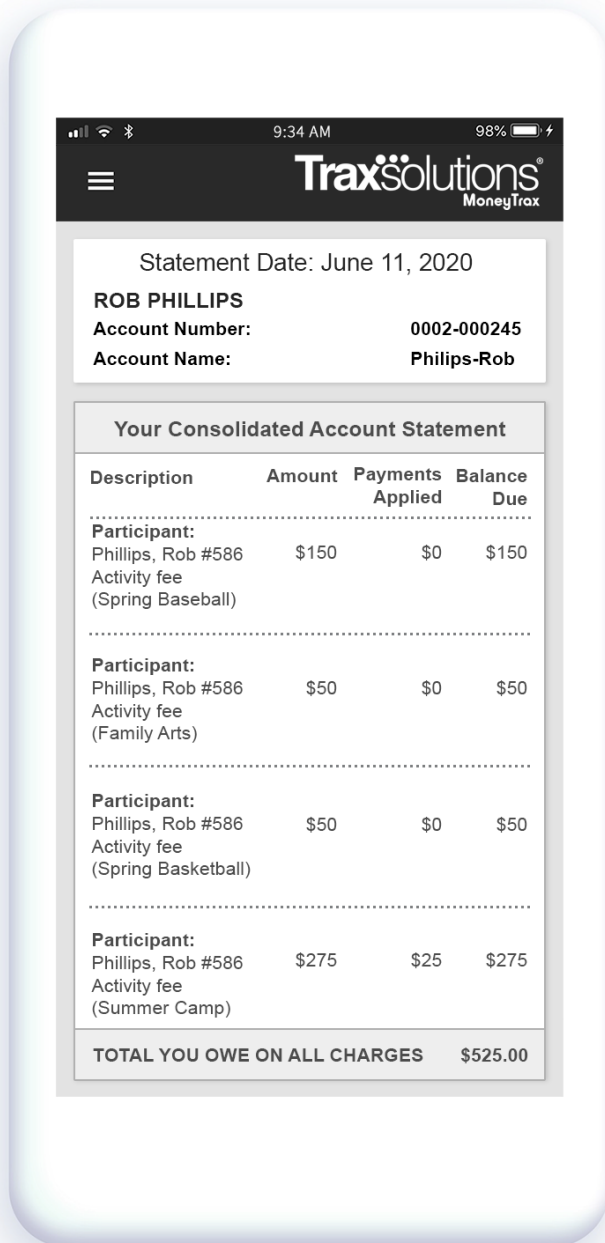 9:34 AM 98%
Traxsolutions®
MoneyTrax
Statement Date: June 11, 2020
ROB PHILLIPS
Account Number: 0002-000245
Account Name: Philips-Rob
Your Consolidated Account Statement
Description Amount Payments Applied Balance Due
Participant:
Phillips, Rob #586 $150 $0 $150
Activity fee
(Spring Baseball)
Participant:
Phillips, Rob #586 $50 $0 $50
Activity fee
(Family Arts)
Participant:
Phillips, Rob #586 $50 $0 $50
Activity fee
(Spring Basketball)
Participant:
Phillips, Rob #586 $275 $25 $275
Activity fee
(Summer Camp)
TOTAL YOU OWE ON ALL CHARGES $525.00